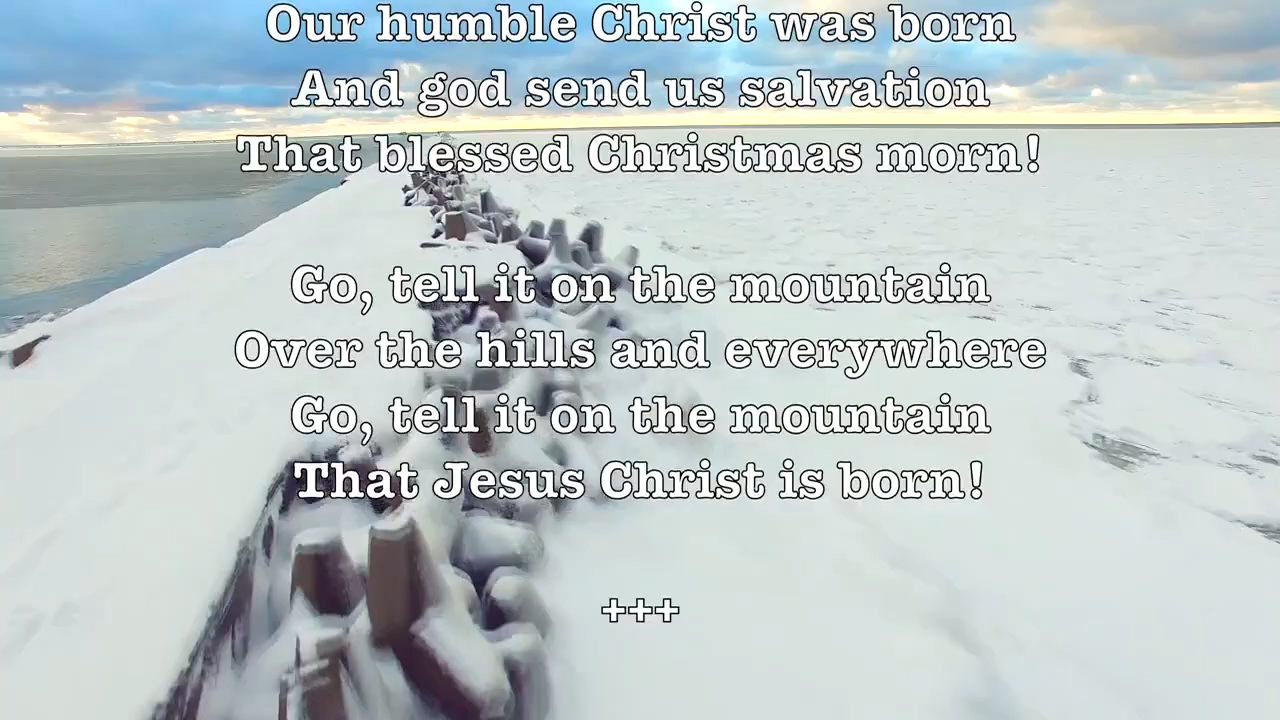 Our humble Christ was born
And god send us salvation
That blessed Christmas morn!
Go, tell it on the mountain
Over the hills and everywhere
Go, tell it on the mountain
That Jesus Christ is born!
+++